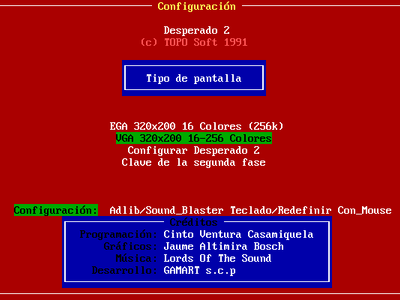 Configuración
Desperado 2
(c) TOPO Soft 1991
Tipo de pantalla
EGA 320x200 16 Colores (256k)
VGA 320x200 16-256 Colores
Configurar Desperado 2
Clave de la segunda fase
Configuración: Adlib/Sound_Blaster Teclado/Redefinir Con_Mouse
Créditos
Programación: Cinto Ventura Casamiquela
Gráficos: Jaume Altimira Bosch
Música: Lords Of The Sound
Desarrollo: GAMART s.c.p